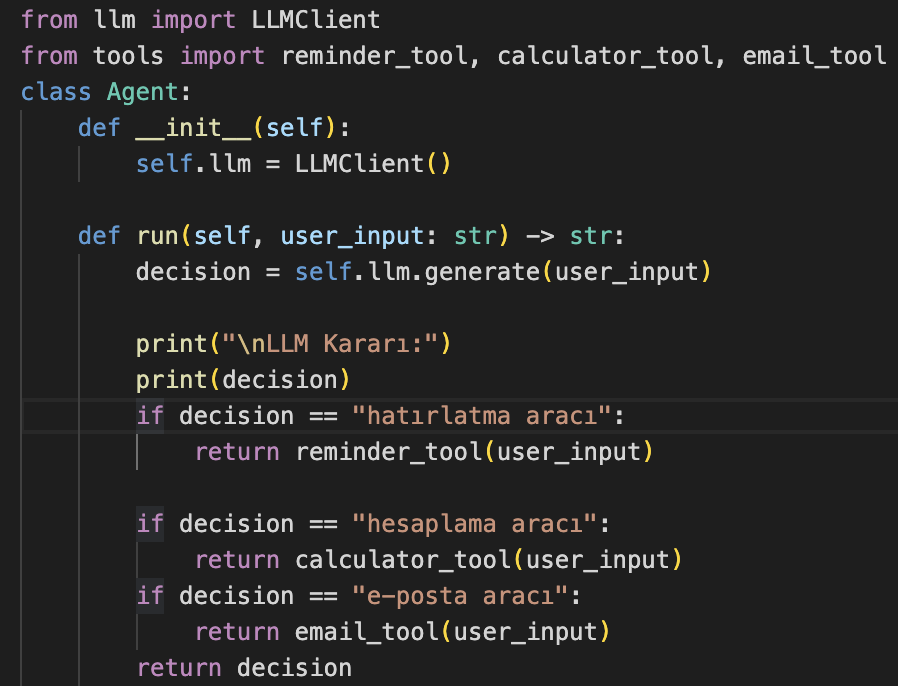 from llm import LLMClient
from tools import reminder_tool, calculator_tool, email_tool
class Agent:
    def __init__(self):
        self.llm = LLMClient()

    def run(self, user_input: str) -> str:
        decision = self.llm.generate(user_input)

        print("\nLLM Kararı:")
        print(decision)
        if decision == "hatırlatma aracı":
            return reminder_tool(user_input)

        if decision == "hesaplama aracı":
            return calculator_tool(user_input)
        if decision == "e-posta aracı":
            return email_tool(user_input)
        return decision